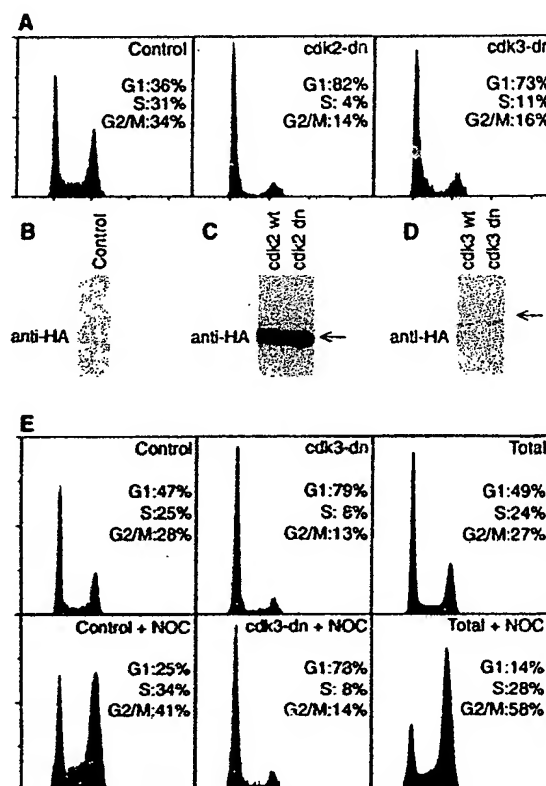 A
Control
G1:36%
S:31%
G2/M:34%
cdk2-dn
G1:82%
S: 4%
G2/M:14%
cdk3-dn
G1:73%
S:11%
G2/M:16%
B
Control
anti-HA
C
cdk2 wt
cdk2 dn
anti-HA
D
cdk3 wt
cdk3 dn
anti-HA
E
Control
G1:47%
S:25%
G2/M:28%
cdk3-dn
G1:79%
S: 8%
G2/M:13%
Total
G1:49%
S:24%
G2/M:27%
Control + NOC
G1:25%
S:34%
G2/M:41%
cdk3-dn + NOC
G1:78%
S: 8%
G2/M:14%
Total + NOC
G1:14%
S:28%
G2/M:58%